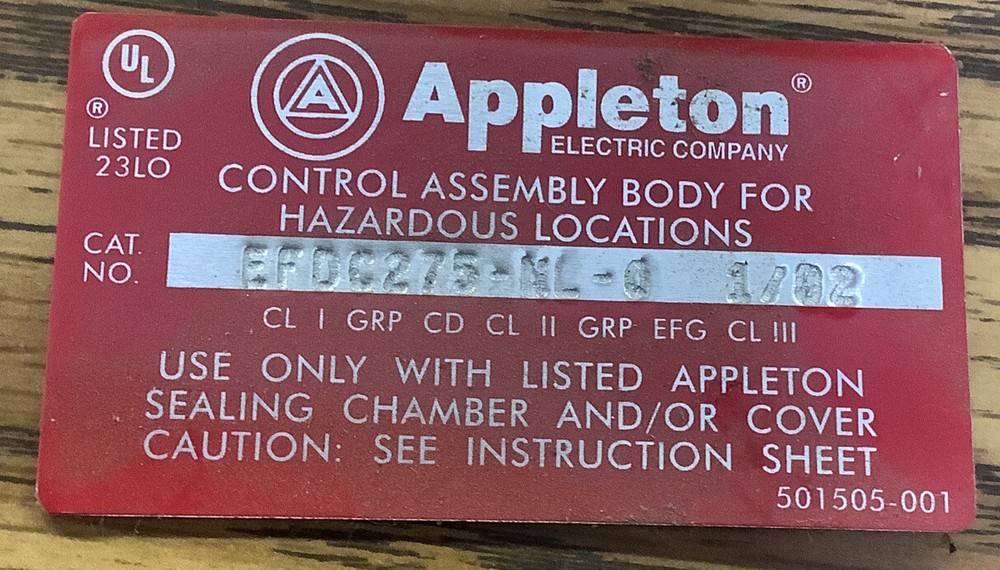 UL
®
LISTED
23LO
A Appleton®
ELECTRIC COMPANY
CONTROL ASSEMBLY BODY FOR
HAZARDOUS LOCATIONS
CAT. NO. EFDC275-NL-Q 1/02
CL I GRP CD CL II GRP EFG CL III
USE ONLY WITH LISTED APPLETON
SEALING CHAMBER AND/OR COVER
CAUTION: SEE INSTRUCTION SHEET
501505-001